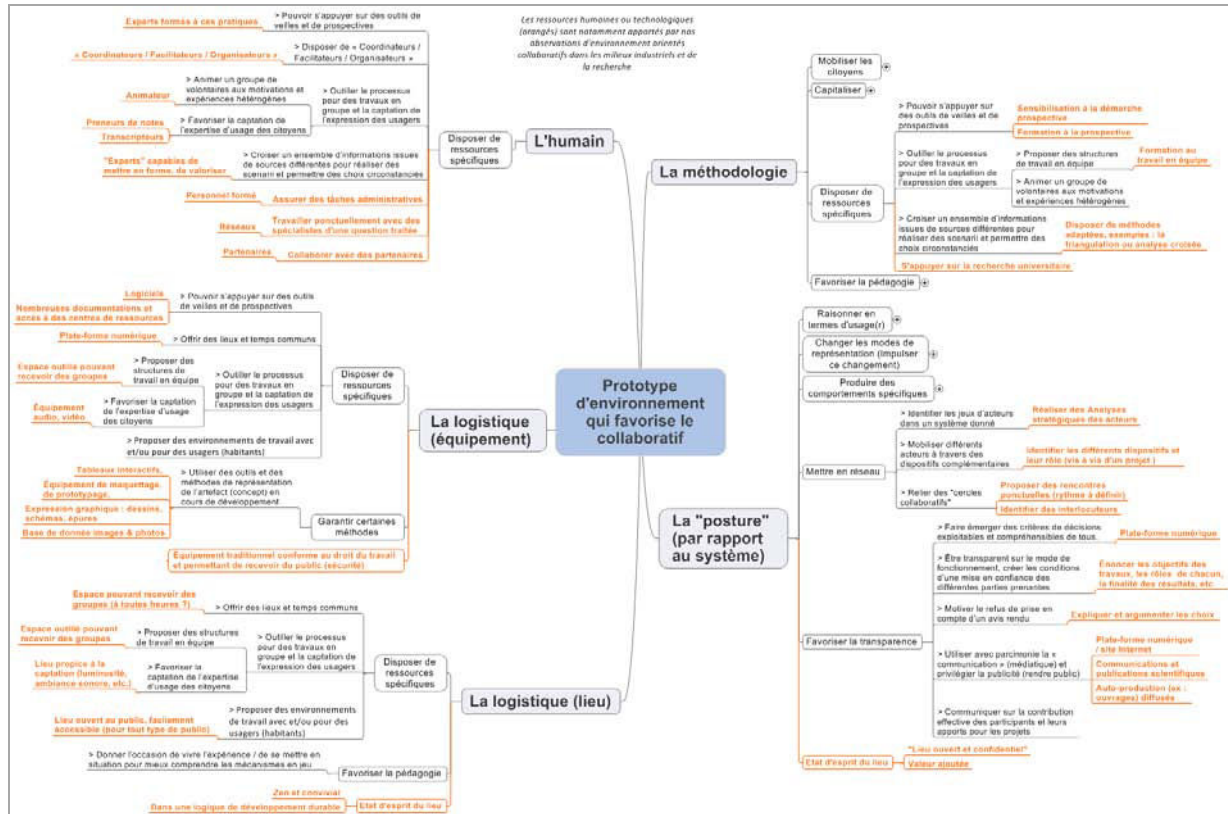 Les ressources humaines ou technologiques
(orangés) sont notamment apportés par nos
observations d'environnement orientés
collaboratifs dans les milieux industriels et de
la recherche
Prototype
d'environnement
qui favorise le
collaboratif
L'humain
Disposer de
ressources
spécifiques
> Pouvoir s'appuyer sur des outils de
veilles et de prospectives
Experts formés à ces pratiques
> Disposer de « Coordinateurs /
Facilitateurs / Organisateurs »
« Coordinateurs / Facilitateurs / Organisateurs »
> Outiller le processus
pour des travaux en
groupe et la captation de
l'expression des usagers
> Animer un groupe de
volontaires aux motivations et
expériences hétérogènes
Animateur
> Favoriser la captation de
l'expertise d'usage des citoyens
Preneurs de notes
Transcripteurs
> Croiser un ensemble d'informations issues
de sources différentes pour réaliser des
scenarii et permettre des choix circonstanciés
"Experts" capables de
mettre en forme, de valoriser
Assurer des tâches administratives
Personnel formé
Travailler ponctuellement avec des
spécialistes d'une question traitée
Réseaux
Collaborer avec des partenaires
Partenaires
La logistique
(équipement)
Disposer de
ressources
spécifiques
> Pouvoir s'appuyer sur des outils
de veilles et de prospectives
Logiciels
Nombreuses documentations et
accès à des centres de ressources
> Offrir des lieux et temps communs
Plate-forme numérique
> Outiller le processus
pour des travaux en
groupe et la captation de
l'expression des usagers
> Proposer des
structures de
travail en équipe
Espace outillé pouvant
recevoir des groupes
> Favoriser la captation
de l'expertise d'usage
des citoyens
Équipement
audio, vidéo
> Proposer des environnements de travail avec
et/ou pour des usagers (habitants)
Garantir certaines
méthodes
> Utiliser des outils et des
méthodes de représentation
de l'artefact (concept) en
cours de développement
Tableaux interactifs,
Équipement de maquettage,
de prototypage,
Expression graphique : dessins,
schémas, épures
Base de donnée images & photos
Équipement traditionnel conforme au droit du travail
et permettant de recevoir du public (sécurité)
La logistique (lieu)
Disposer de
ressources
spécifiques
> Offrir des lieux et temps communs
Espace pouvant recevoir des
groupes (à toutes heures ?)
> Outiller le processus
pour des travaux en
groupe et la captation de
l'expression des usagers
> Proposer des structures
de travail en équipe
Espace outillé pouvant
recevoir des groupes
> Favoriser la
captation de l'expertise
d'usage des citoyens
Lieu propice à la
captation (luminosité,
ambiance sonore, etc.)
> Proposer des environnements
de travail avec et/ou pour des
usagers (habitants)
Lieu ouvert au public, facilement
accessible (pour tout type de public)
Favoriser la pédagogie
> Donner l'occasion de vivre l'expérience / de se mettre en
situation pour mieux comprendre les mécanismes en jeu
Etat d'esprit du lieu
Zen et convivial
Dans une logique de développement durable
La méthodologie
Mobiliser les
citoyens
Capitaliser
Disposer de
ressources
spécifiques
> Pouvoir s'appuyer sur
des outils de veilles et de
prospectives
Sensibilisation à la démarche
prospective
Formation à la prospective
> Outiller le processus
pour des travaux en
groupe et la captation de
l'expression des usagers
> Proposer des structures
de travail en équipe
Formation au
travail en équipe
> Animer un groupe de
volontaires aux motivations
et expériences hétérogènes
> Croiser un ensemble d'informations
issues de sources différentes pour
réaliser des scenarii et permettre des
choix circonstanciés
Disposer de méthodes
adaptées, exemples : la
triangulation ou analyse croisée
S'appuyer sur la recherche universitaire
Favoriser la pédagogie
La "posture"
(par rapport
au système)
Raisonner en
termes d'usage(r)
Changer les modes de
représentation (impulser
ce changement)
Produire des
comportements spécifiques
Mettre en réseau
> Identifier les jeux d'acteurs
dans un système donné
Réaliser des Analyses
stratégiques des acteurs
> Mobiliser différents
acteurs à travers des
dispositifs complémentaires
Identifier les différents dispositifs et
leur rôle (vis à vis d'un projet )
> Relier des "cercles
collaboratifs"
Proposer des rencontres
ponctuelles (rythme à définir)
Identifier des interlocuteurs
Favoriser la transparence
> Faire émerger des critères de décisions
exploitables et compréhensibles de tous.
Plate-forme numérique
> Être transparent sur le mode de
fonctionnement, créer les conditions
d'une mise en confiance des
différentes parties prenantes
Énoncer les objectifs des
travaux, les rôles de chacun,
la finalité des résultats, etc
> Motiver le refus de prise en
compte d'un avis rendu
Expliquer et argumenter les choix
> Utiliser avec parcimonie la «
communication » (médiatique) et
privilégier la publicité (rendre public)
Plate-forme numérique
/ site Internet
Communications et
publications scientifiques
Auto-production (ex :
ouvrages) diffusés
> Communiquer sur la contribution
effective des participants et leurs
apports pour les projets
Etat d'esprit du lieu
"Lieu ouvert et confidentiel"
Valeur ajoutée